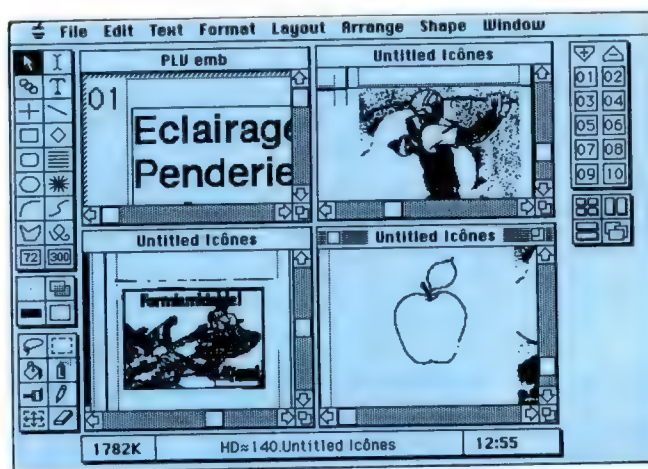 File Edit Text Format Layout Arrange Shape Window
PLV emb
01
Eclairage
Penderie
Untitled Icônes
Untitled Icônes
Untitled Icônes
72 300
01 02
03 04
05 06
07 08
09 10
1782K
HD≈140.Untitled Icônes
12:55